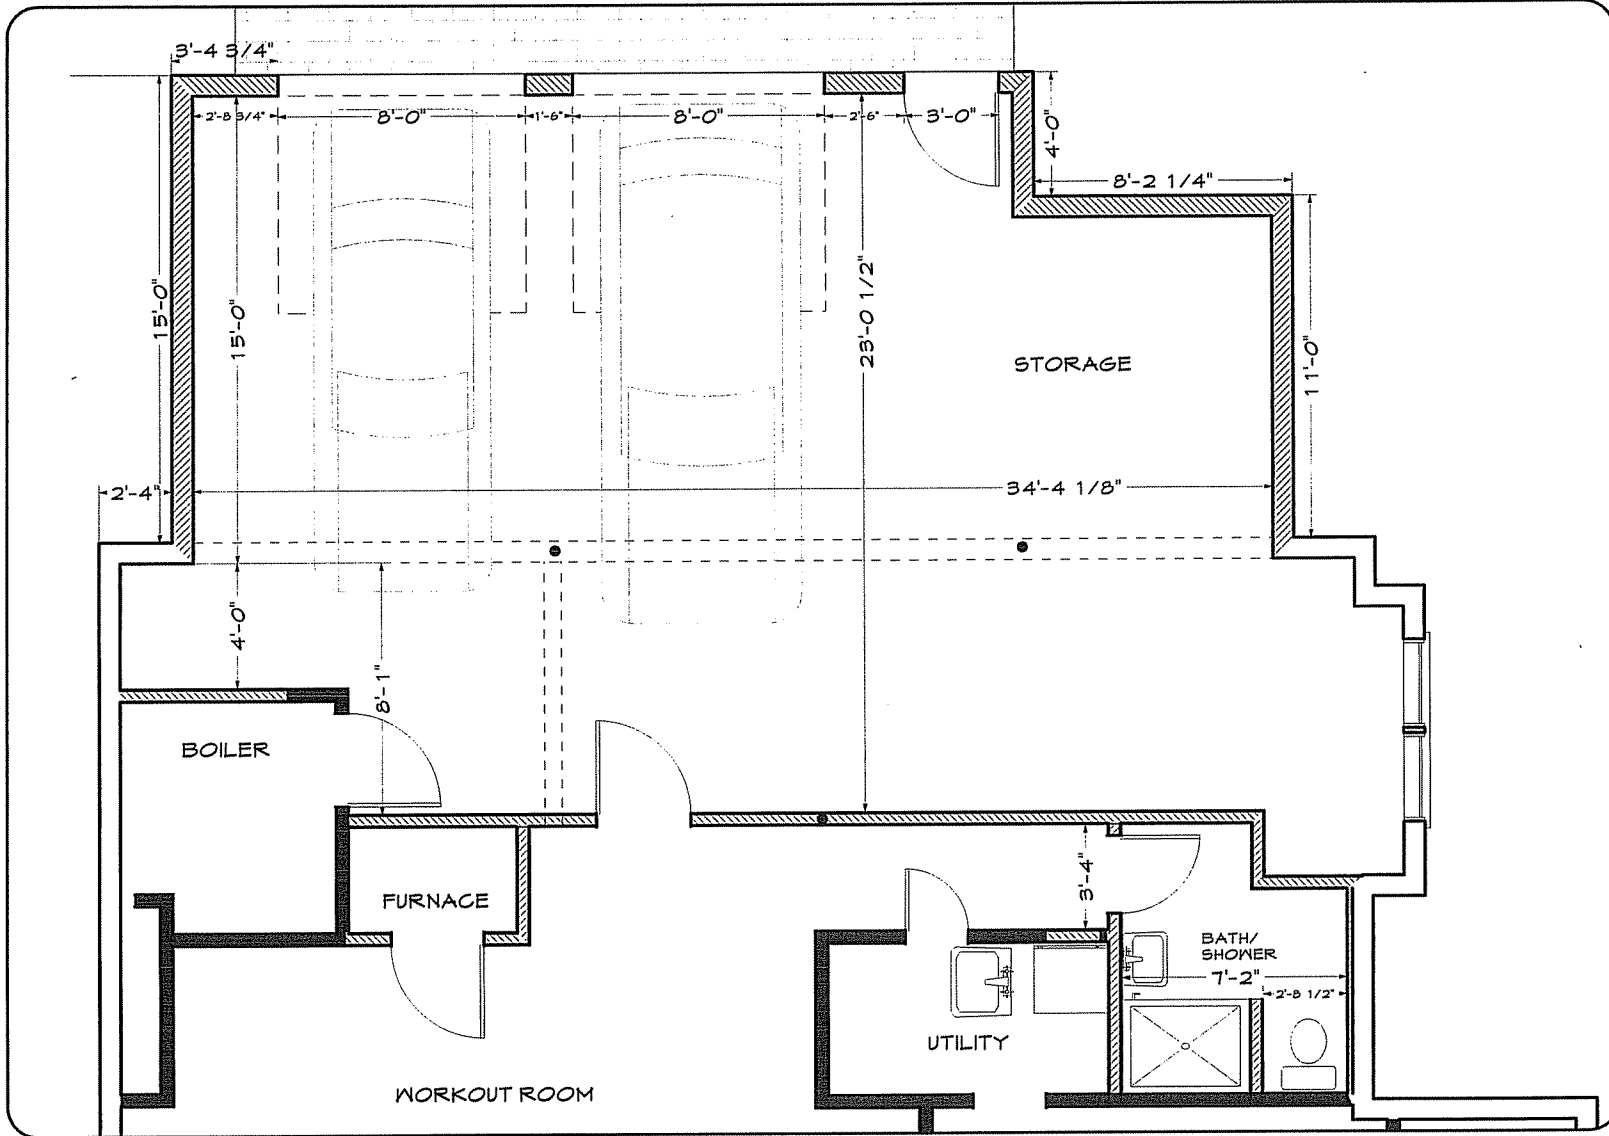 3'-4 3/4"
2'-8 3/4"
8'-0"
1'-6"
8'-0"
2'-6"
3'-0"
4'-0"
8'-2 1/4"
15'-0"
15'-0"
23'-0 1/2"
STORAGE
11'-0"
2'-4"
34'-4 1/8"
4'-0"
8'-1"
BOILER
FURNACE
3'-4"
BATH/
SHOWER
7'-2"
2'-8 1/2"
UTILITY
WORKOUT ROOM